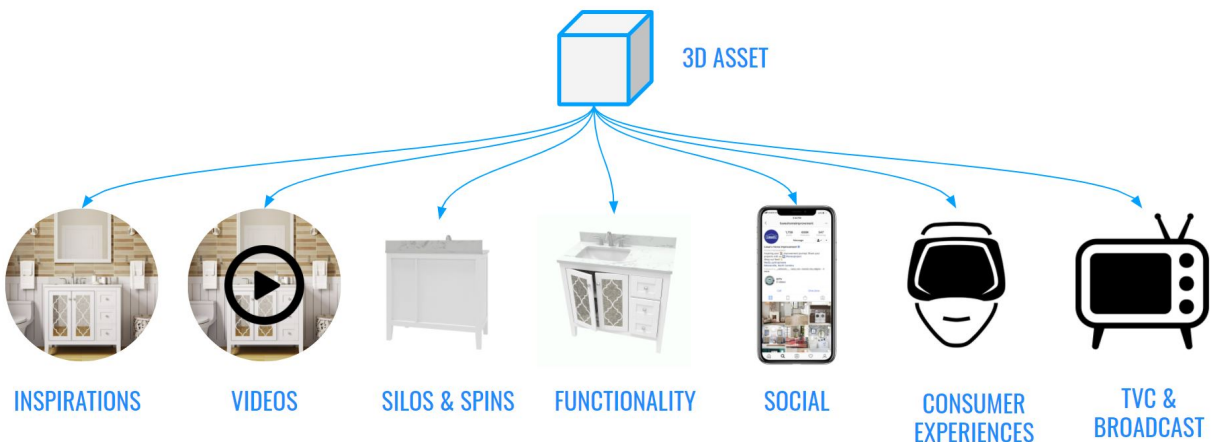 3D ASSET
INSPIRATIONS
VIDEOS
SILOS & SPINS
FUNCTIONALITY
SOCIAL
CONSUMER
EXPERIENCES
TVC &
BROADCAST